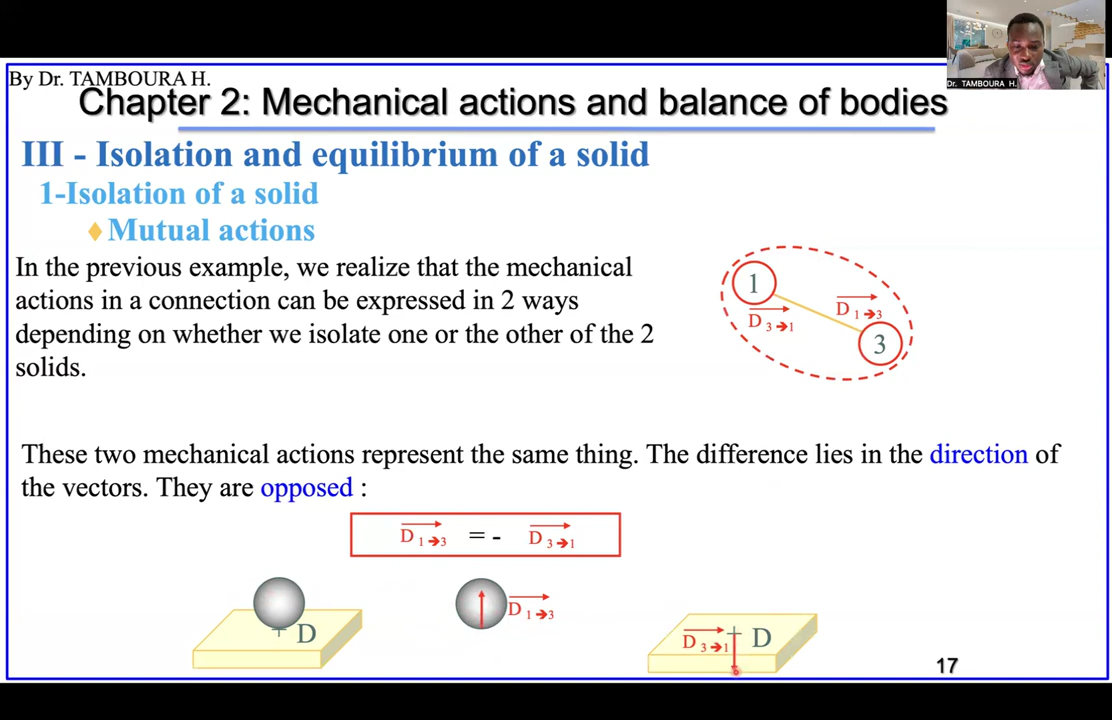 By Dr. TAMBOURA H.
Chapter 2: Mechanical actions and balance of bodies
Dr. TAMBOURA H.
III - Isolation and equilibrium of a solid
1-Isolation of a solid
♦ Mutual actions
In the previous example, we realize that the mechanical
actions in a connection can be expressed in 2 ways
depending on whether we isolate one or the other of the 2
solids.
1
D 1➔3
D 3➔1
3
These two mechanical actions represent the same thing. The difference lies in the direction of
the vectors. They are opposed :
D 1➔3 = - D 3➔1
D
D 1➔3
D 3➔1 D
17